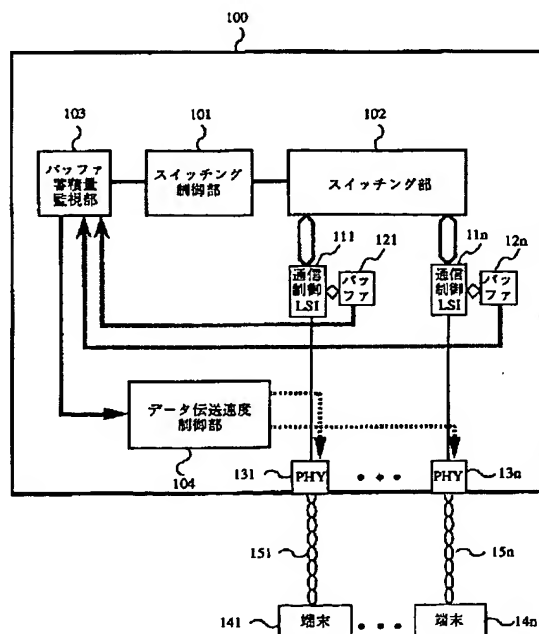 100
103
101
102
バッファ
蓄積量
監視部
スイッチング
制御部
スイッチング部
111
121
11n
12n
通信
制御
LSI
バッ
ファ
通信
制御
LSI
バッ
ファ
データ伝送速度
制御部
104
131
PHY
• • •
PHY
13n
151
15n
141
端末
• • •
端末
14n